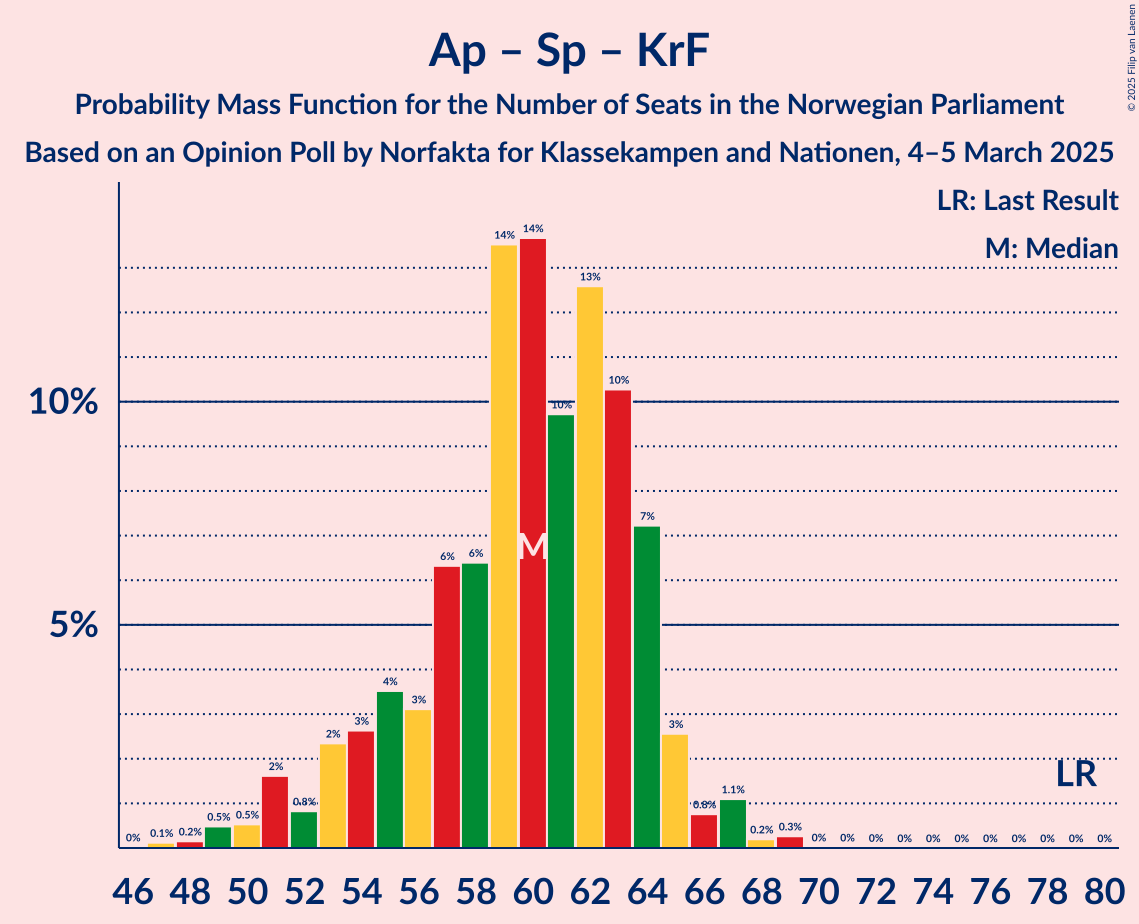 Ap – Sp – KrF
Probability Mass Function for the Number of Seats in the Norwegian Parliament
Based on an Opinion Poll by Norfakta for Klassekampen and Nationen, 4–5 March 2025
© 2025 Filip van Laenen
LR: Last Result
M: Median
10%
5%
0% 0.1% 0.2% 0.5% 0.5% 2% 0.8% 2% 3% 4% 3% 6% 6% 14% 14% 10% 13% 10% 7% 3% 0.8% 1.1% 0.2% 0.3% 0% 0% 0% 0% 0% 0% 0% 0% 0% 0% 0%
M
LR
46 48 50 52 54 56 58 60 62 64 66 68 70 72 74 76 78 80